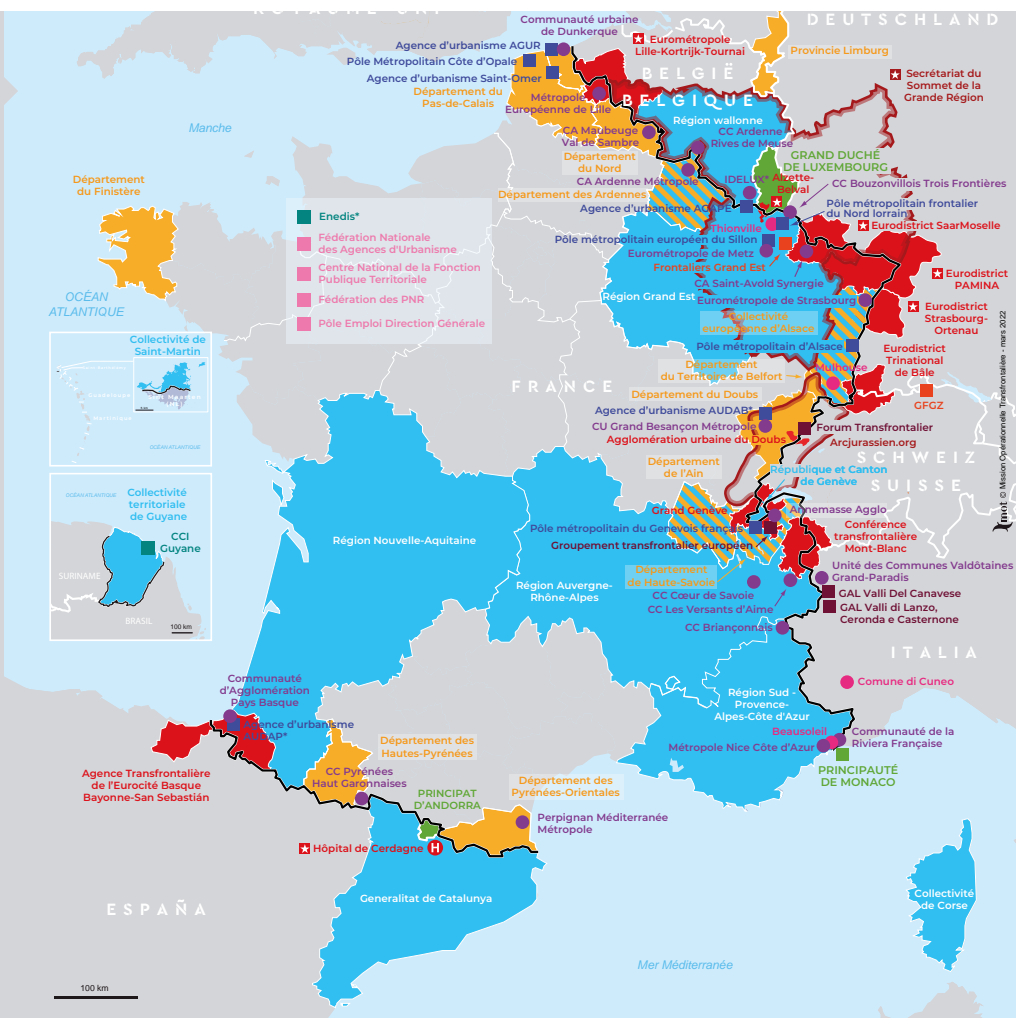 DEUTSCHLAND
Communauté urbaine
de Dunkerque
Agence d'urbanisme AGUR
Pôle Métropolitain Côte d'Opale
Agence d'urbanisme Saint-Omer
Département du
Pas-de-Calais
Eurométropole
Lille-Kortrijk-Tournai
Provincie Limburg
BELGIË
BELGIQUE
Région wallonne
Secrétariat du
Sommet de la
Grande Région
Manche
Métropole
Européenne de Lille
CA Maubeuge
Val de Sambre
Département
du Nord
CC Ardenne
Rives de Meuse
GRAND DUCHÉ
DE LUXEMBOURG
CA Ardenne Métropole
Département des Ardennes
IDELUX*
Alzette-
Belval
CC Bouzonvillois Trois Frontières
Agence d'urbanisme AGAPE
Pôle métropolitain frontalier
du Nord lorrain
Thionville
Eurodistrict SaarMoselle
Pôle métropolitain européen du Sillon
Eurométropole de Metz
Frontaliers Grand Est
CA Saint-Avold Synergie
Eurodistrict
PAMINA
Région Grand Est
Eurométropole de Strasbourg
Collectivité
européenne d'Alsace
Eurodistrict
Strasbourg-
Ortenau
Pôle métropolitain d'Alsace
Eurodistrict
Trinational
de Bâle
Département
du Territoire de Belfort
Mulhouse
GFGZ
Département
du Finistère
Enedis*
Fédération Nationale
des Agences d'Urbanisme
Centre National de la Fonction
Publique Territoriale
Fédération des PNR
Pôle Emploi Direction Générale
OCÉAN
ATLANTIQUE
Collectivité de
Saint-Martin
OCÉAN ATLANTIQUE
FRANCE
Département du Doubs
Agence d'urbanisme AUDAB*
CU Grand Besançon Métropole
Agglomération urbaine du Doubs
Forum Transfrontalier
Arcjurassien.org
SCHWEIZ
SUISSE
Département
de l'Ain
République et Canton
de Genève
OCÉAN ATLANTIQUE
Collectivité
territoriale
de Guyane
CCI
Guyane
SURINAME
BRASIL
100 km
Région Nouvelle-Aquitaine
Grand Genève
Annemasse Agglo
Pôle métropolitain du Genevois français
Groupement transfrontalier européen
Conférence
transfrontalière
Mont-Blanc
Département
de Haute-Savoie
Région Auvergne-
Rhône-Alpes
CC Cœur de Savoie
CC Les Versants d'Aime
Unité des Communes Valdôtaines
Grand-Paradis
GAL Valli Del Canavese
GAL Valli di Lanzo,
Ceronda e Casternone
CC Briançonnais
ITALIA
Comune di Cuneo
Région Sud -
Provence-
Alpes-Côte d'Azur
Beausoleil
Métropole Nice Côte d'Azur
Communauté de la
Riviera Française
PRINCIPAUTÉ
DE MONACO
Communauté
d'Agglomération
Pays Basque
Agence d'urbanisme
AUDAP*
Agence Transfrontalière
de l'Eurocité Basque
Bayonne-San Sebastián
Département des
Hautes-Pyrénées
CC Pyrénées
Haut Garonnaises
PRINCIPAT
D'ANDORRA
Département des
Pyrénées-Orientales
Perpignan Méditerranée
Métropole
Hôpital de Cerdagne
H
Generalitat de Catalunya
ESPAÑA
Collectivité
de Corse
Mer Méditerranée
100 km
mot © Mission Opérationnelle Transfrontalière - mars 2022